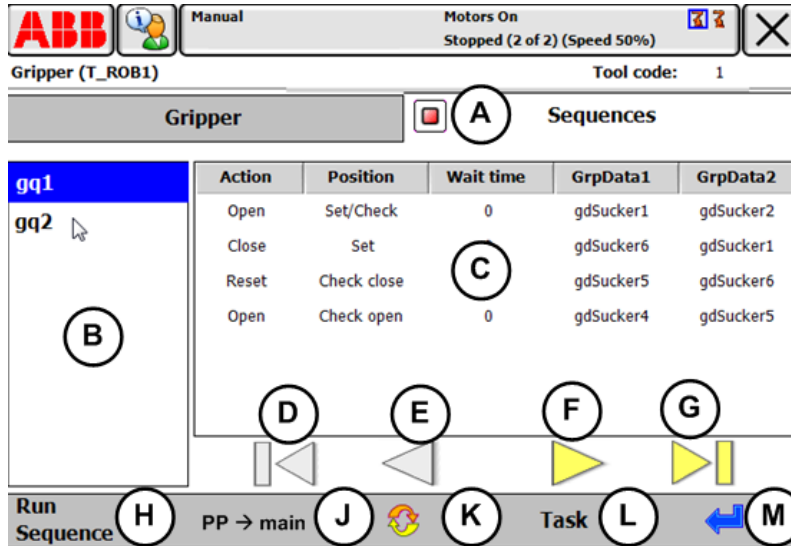 ABB
Manual
Motors On
Stopped (2 of 2) (Speed 50%)
Gripper (T_ROB1)
Tool code: 1
Gripper
A
Sequences
gq1
gq2
B
Action Position Wait time GrpData1 GrpData2
Open Set/Check 0 gdSucker1 gdSucker2
Close Set gdSucker6 gdSucker1
Reset Check close gdSucker5 gdSucker6
Open Check open 0 gdSucker4 gdSucker5
C
D E F G
Run
Sequence
H
PP → main
J
K
Task
L
M